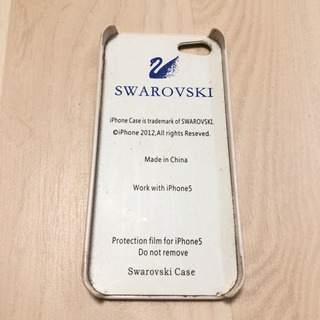 SWAROVSKI
iPhone Case is trademark of SWAROVSKI.
©iPhone 2012,All rights Reseved.
Made in China
Work with iPhone5
Protection film for iPhone5
Do not remove
Swarovski Case